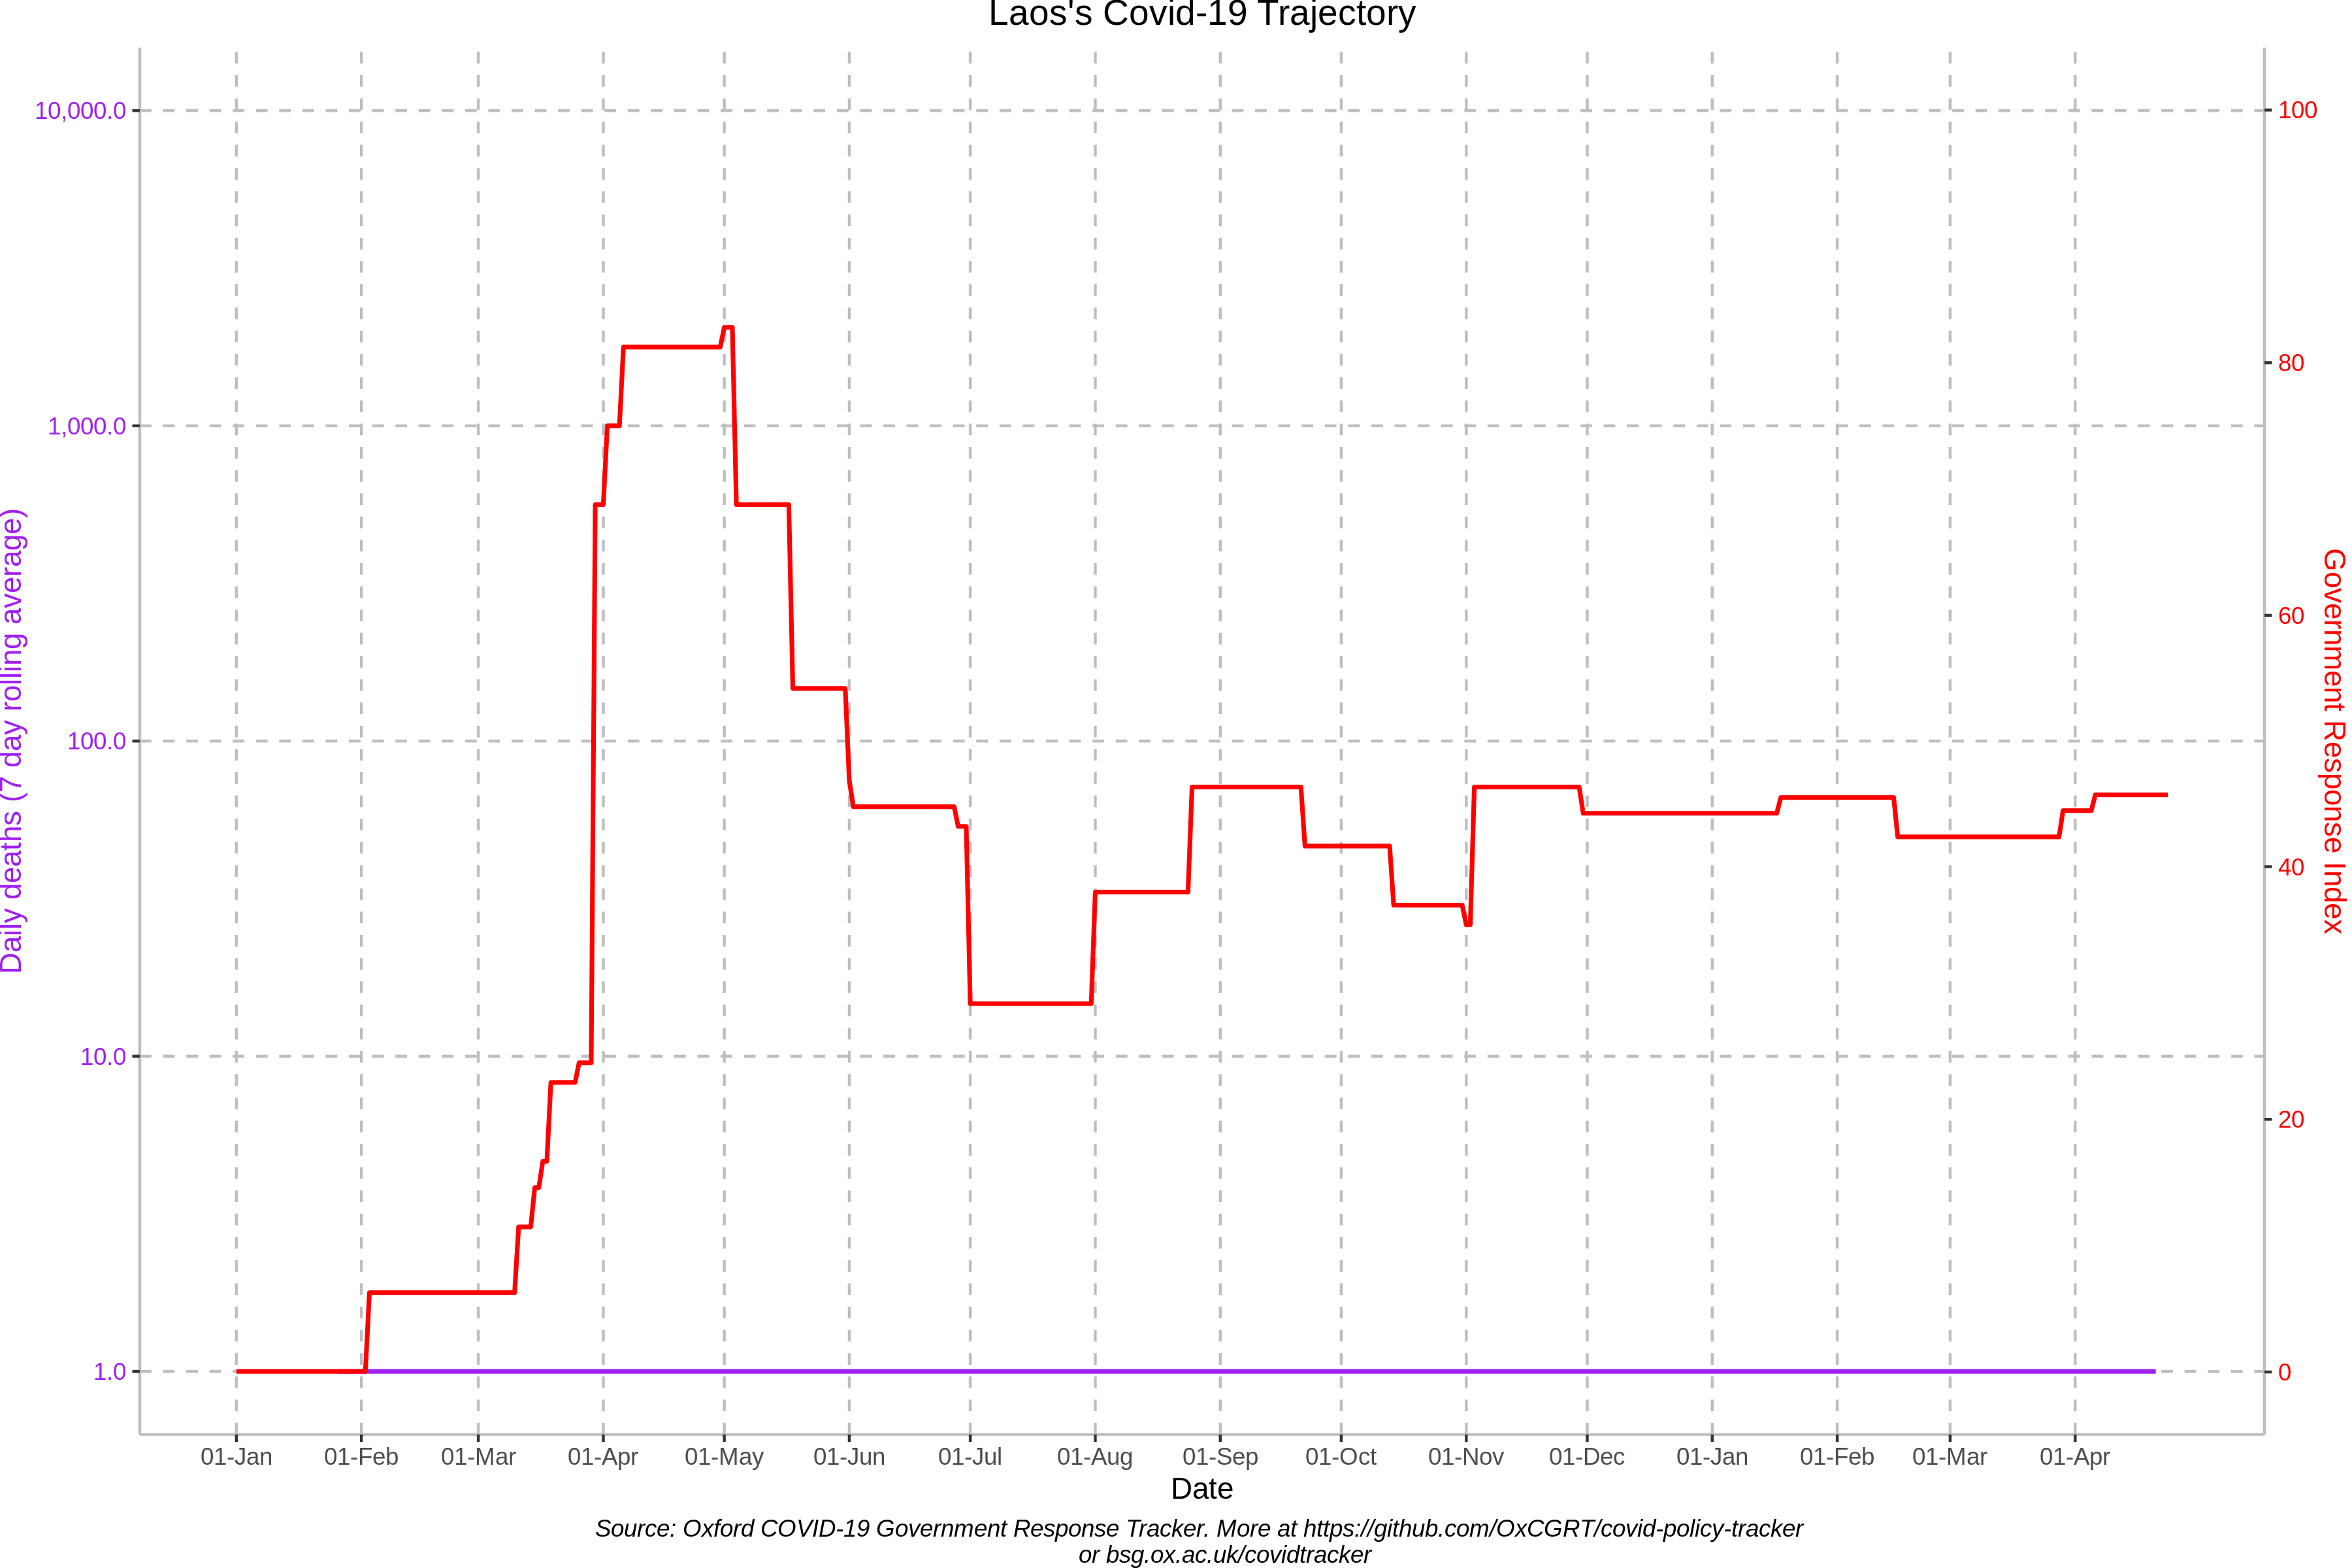 Laos's Covid-19 Trajectory
10,000.0
1,000.0
100.0
10.0
1.0
Daily deaths (7 day rolling average)
100
80
60
40
20
0
Government Response Index
01-Jan 01-Feb 01-Mar 01-Apr 01-May 01-Jun 01-Jul 01-Aug 01-Sep 01-Oct 01-Nov 01-Dec 01-Jan 01-Feb 01-Mar 01-Apr
Date
Source: Oxford COVID-19 Government Response Tracker. More at https://github.com/OxCGRT/covid-policy-tracker
or bsg.ox.ac.uk/covidtracker